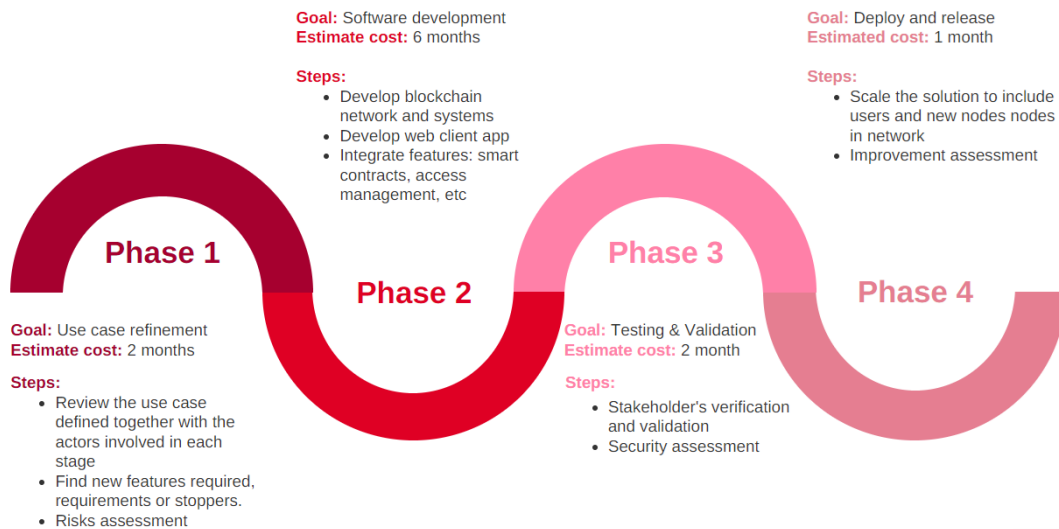 Phase 1
Goal: Use case refinement
Estimate cost: 2 months
Steps:
• Review the use case
defined together with the
actors involved in each
stage
• Find new features required,
requirements or stoppers.
• Risks assessment
Goal: Software development
Estimate cost: 6 months
Steps:
• Develop blockchain
network and systems
• Develop web client app
• Integrate features: smart
contracts, access
management, etc
Phase 2
Phase 3
Goal: Testing & Validation
Estimate cost: 2 month
Steps:
• Stakeholder's verification
and validation
• Security assessment
Goal: Deploy and release
Estimated cost: 1 month
Steps:
• Scale the solution to include
users and new nodes nodes
in network
• Improvement assessment
Phase 4